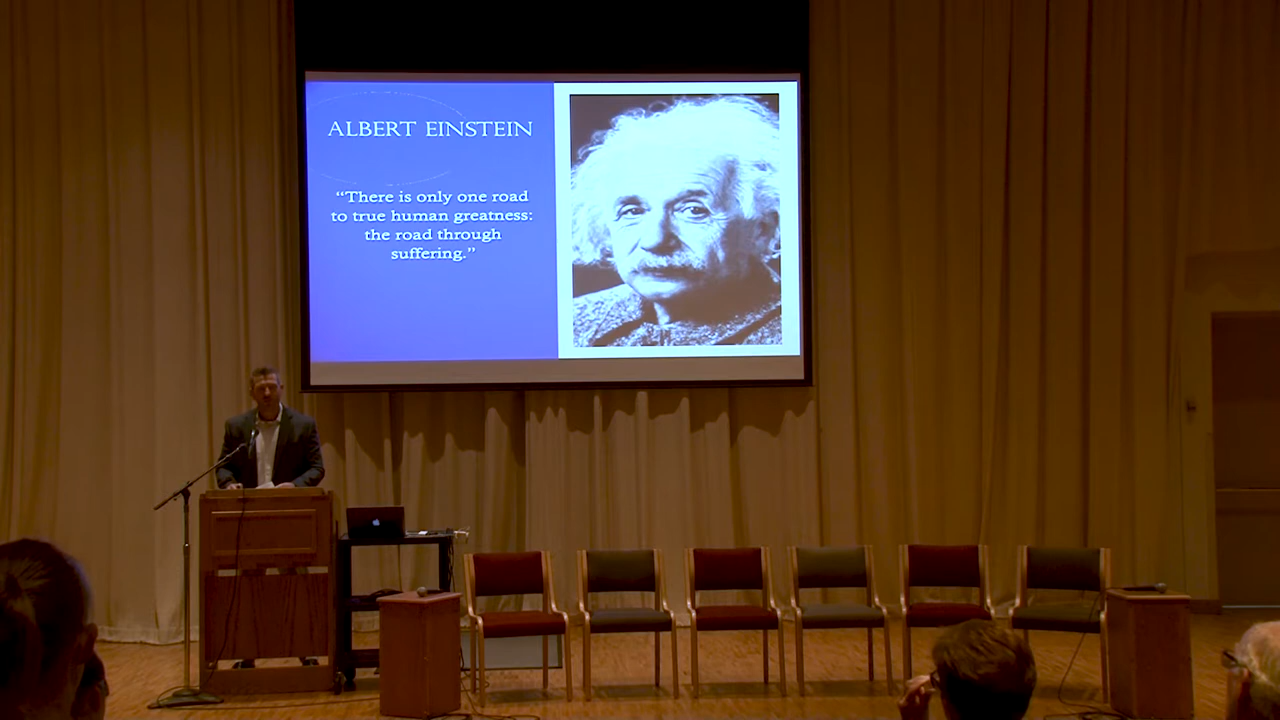 ALBERT EINSTEIN
“There is only one road
to true human greatness:
the road through
suffering.”